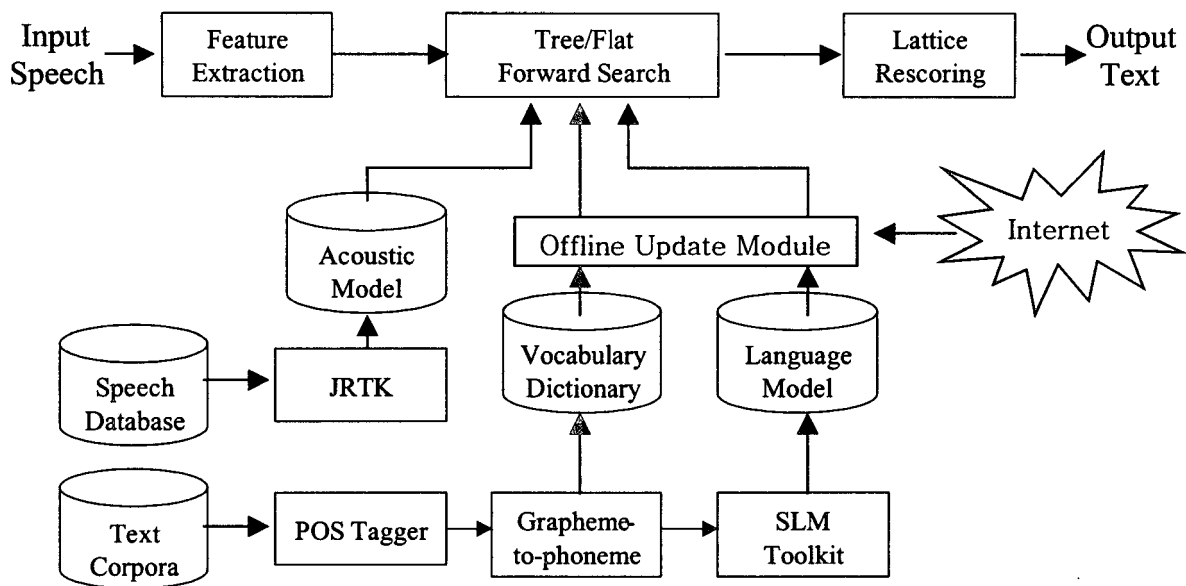 Input
Speech
Feature
Extraction
Tree/Flat
Forward Search
Lattice
Rescoring
Output
Text
Acoustic
Model
Offline Update Module
Internet
Speech
Database
JRTK
Vocabulary
Dictionary
Language
Model
Text
Corpora
POS Tagger
Grapheme-
to-phoneme
SLM
Toolkit